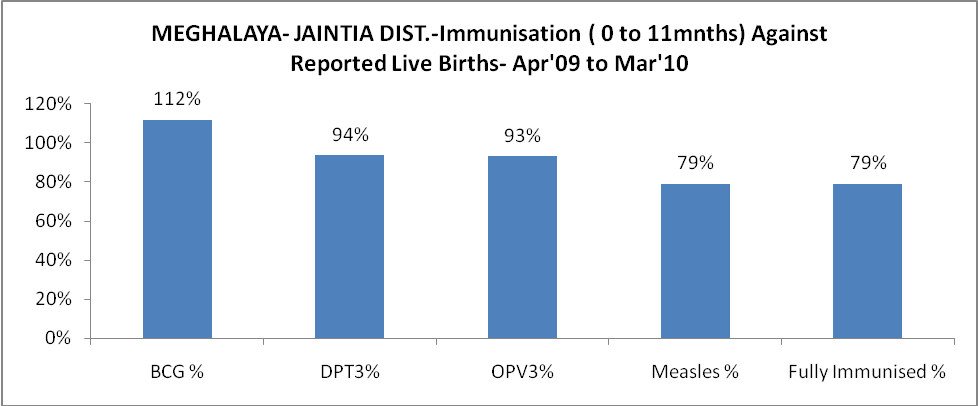 MEGHALAYA- JAINTIA DIST.-Immunisation ( 0 to 11mnths) Against
Reported Live Births- Apr'09 to Mar'10
120%
100%
80%
60%
40%
20%
0%
112%
94%
93%
79%
79%
BCG %
DPT3%
OPV3%
Measles %
Fully Immunised %